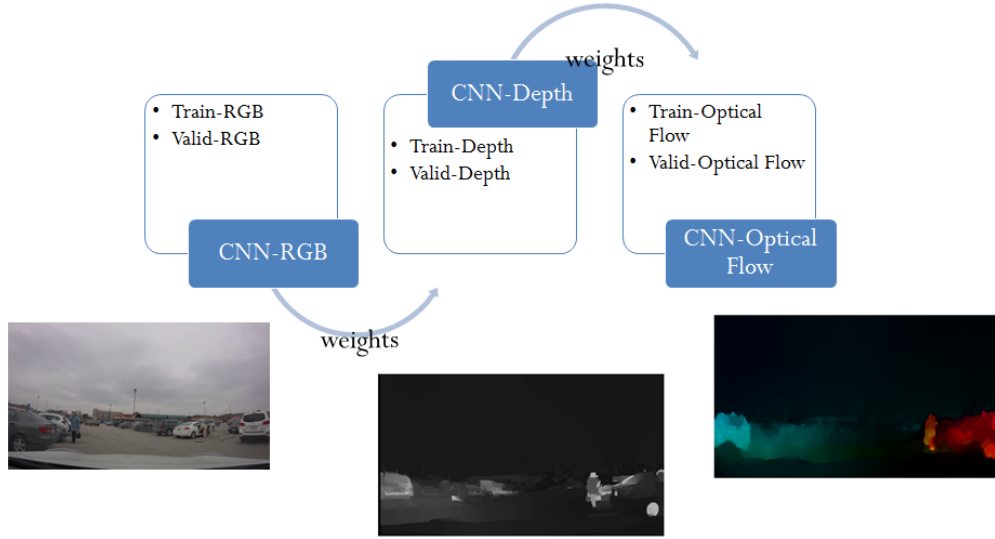 • Train-RGB
• Valid-RGB
CNN-RGB
weights
CNN-Depth
• Train-Depth
• Valid-Depth
weights
• Train-Optical
Flow
• Valid-Optical Flow
CNN-Optical
Flow